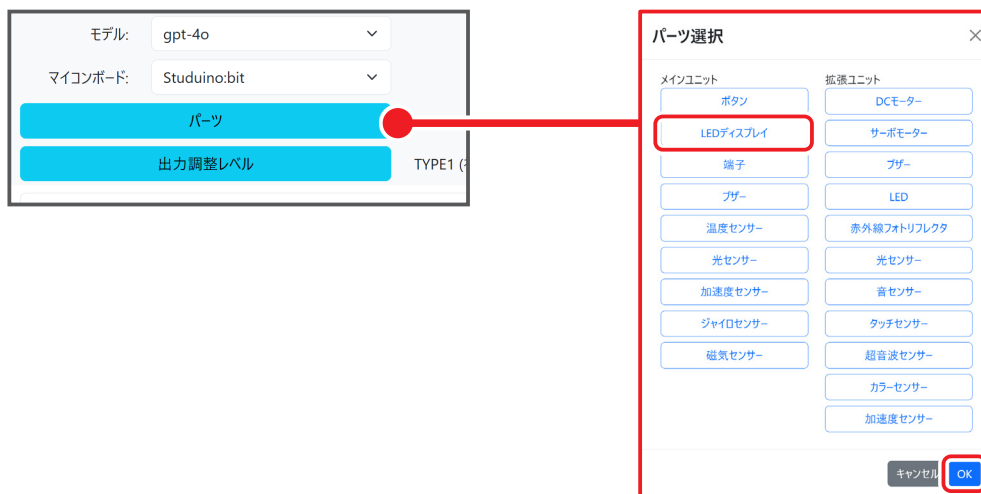 モデル: gpt-4o
マイコンボード: Studuino:bit
パーツ
出力調整レベル TYPE1
パーツ選択
メインユニット
ボタン
LEDディスプレイ
端子
ブザー
温度センサー
光センサー
加速度センサー
ジャイロセンサー
磁気センサー
拡張ユニット
DCモーター
サーボモーター
ブザー
LED
赤外線フォトリフレクタ
光センサー
音センサー
タッチセンサー
超音波センサー
カラーセンサー
加速度センサー
キャンセル OK